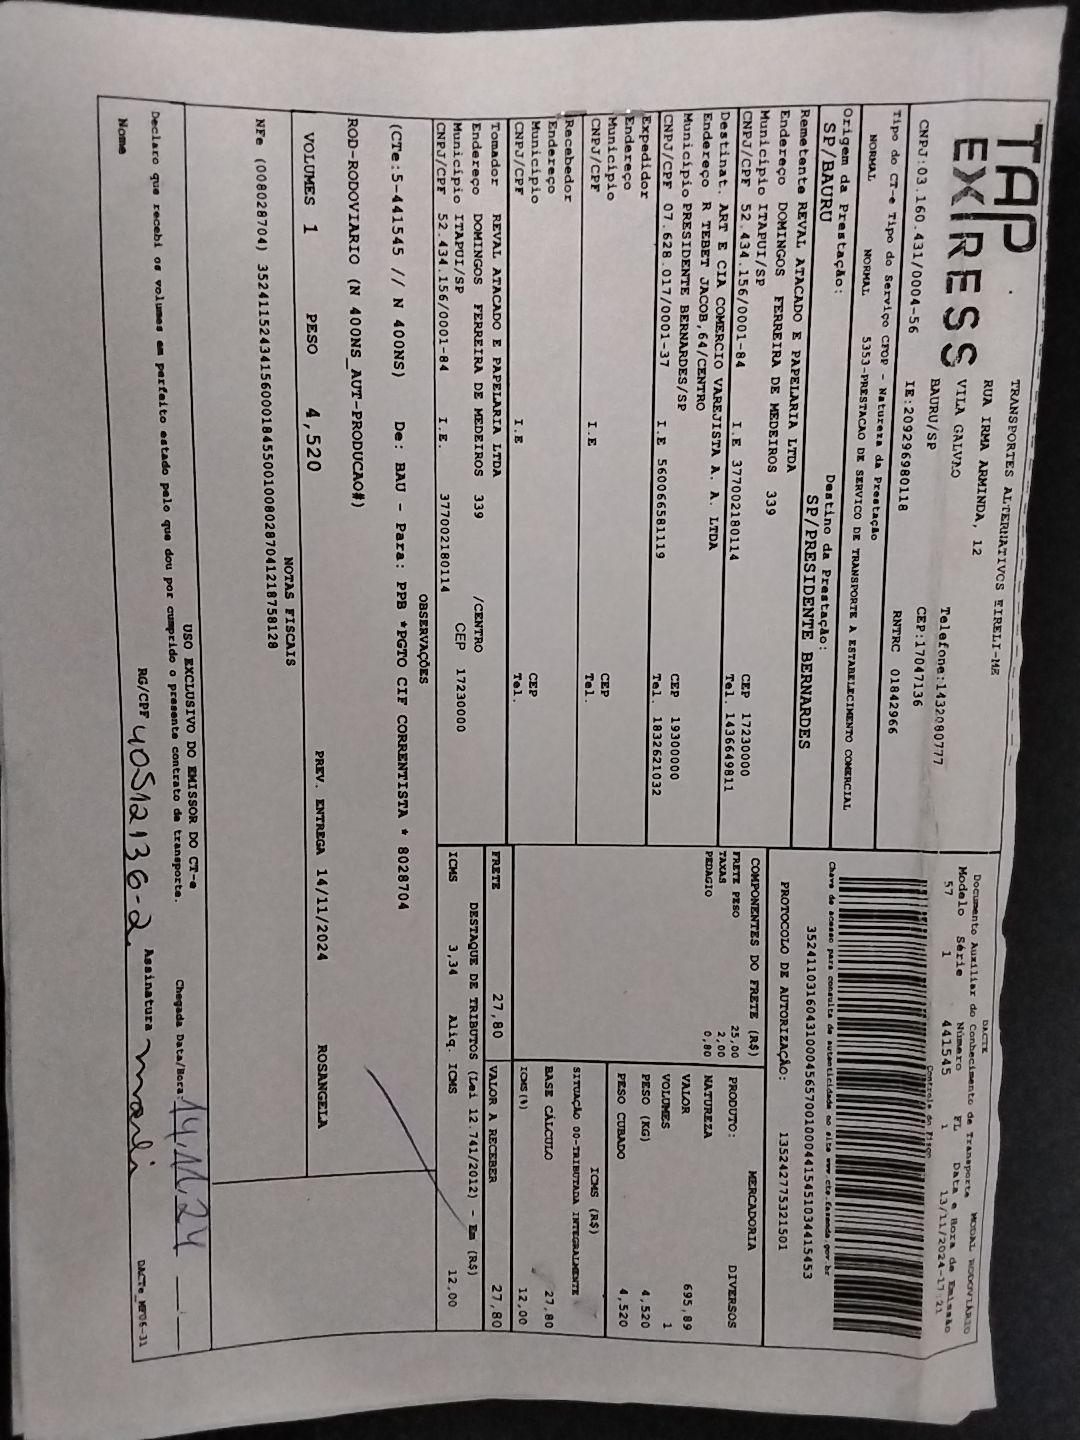 TAP EXPRESS
TRANSPORTES ALTERNATIVOS EIRELI-ME
RUA IRMA ARMINDA, 12
VILA GALVAO
Telefone:1432080777
BAURU/SP
CEP:17047136
CNPJ:03.160.431/0004-56
IE:209296980118
RNTRC 01842966
DACTE
Documento Auxiliar do Conhecimento de Transporte MODAL RODOVIÁRIO
Modelo Série Número FL Data e Hora de Emissão
57 1 441545 1 13/11/2024-17:21
Controle do Fisco
Chave de acesso para consulta de autenticidade no site www.cte.fazenda.gov.br
35241103160431000456570010004415451034415453
PROTOCOLO DE AUTORIZAÇÃO: 135242775321501
Tipo do CT-e Tipo do Serviço CFOP - Natureza da Prestação
NORMAL NORMAL 5353-PRESTACAO DE SERVICO DE TRANSPORTE A ESTABELECIMENTO COMERCIAL
Origem da Prestação: Destino da Prestação:
SP/BAURU SP/PRESIDENTE BERNARDES
Remetente REVAL ATACADO E PAPELARIA LTDA
Endereço DOMINGOS FERREIRA DE MEDEIROS 339
Município ITAPUI/SP CEP 17230000
CNPJ/CPF 52.434.156/0001-84 I.E 377002180114 Tel. 1436649811
Destinat. ART E CIA COMERCIO VAREJISTA A. A. LTDA
Endereço R TEBET JACOB,64/CENTRO
Município PRESIDENTE BERNARDES/SP CEP 19300000
CNPJ/CPF 07.628.017/0001-37 I.E 560066581119 Tel. 1832621032
Expedidor
Endereço
Município CEP
CNPJ/CPF I.E Tel.
Recebedor
Endereço
Município CEP
CNPJ/CPF I.E Tel.
Tomador REVAL ATACADO E PAPELARIA LTDA
Endereço DOMINGOS FERREIRA DE MEDEIROS 339 /CENTRO
Município ITAPUI/SP CEP 17230000
CNPJ/CPF 52.434.156/0001-84 I.E. 377002180114
COMPONENTES DO FRETE (R$)
FRETE PESO 25,00
TAXAS 2,00
PEDAGIO 0,80
MERCADORIA
PRODUTO: DIVERSOS
NATUREZA
VALOR 695,89
VOLUMES 1
PESO (KG) 4,520
PESO CUBADO 4,520
ICMS (R$)
SITUAÇÃO 00-TRIBUTADA INTEGRALMENTE
BASE CÁLCULO 27,80
ICMS(%) 12,00
FRETE 27,80 VALOR A RECEBER 27,80
DESTAQUE DE TRIBUTOS (Lei 12.741/2012) - Em (R$)
ICMS 3,34 Aliq. ICMS 12,00
OBSERVAÇÕES
(CTe:5-441545 // N 400NS) De: BAU - Para: PPB *PGTO CIF CORRENTISTA * 8028704
ROD-RODOVIARIO (N 400NS_AUT-PRODUCAO#)
VOLUMES 1 PESO 4,520 PREV. ENTREGA 14/11/2024 ROSANGELA
NOTAS FISCAIS
NFe (008028704) 35241152434156000184550010080287041218758128
USO EXCLUSIVO DO EMISSOR DO CT-e
Declaro que recebi os volumes em perfeito estado pelo que dou por cumprido o presente contrato de transporte. Chegada Data/Hora: 14/11/24
Nome RG/CPF 40512136-2 Assinatura DACTe_MT06-31